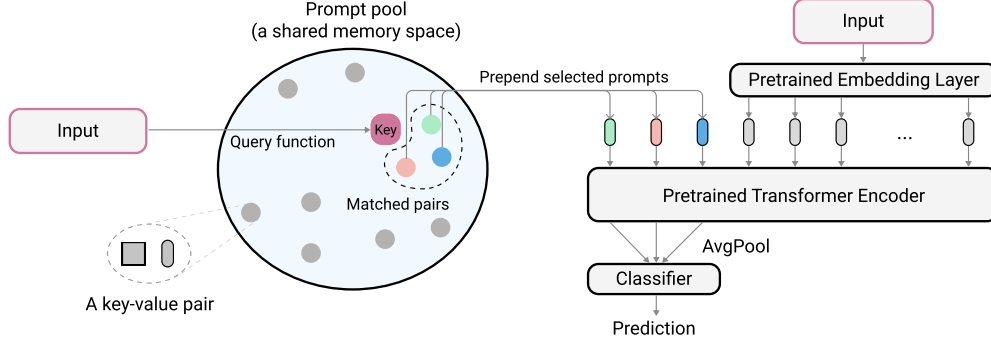 Prompt pool
(a shared memory space)
Input
Pretrained Embedding Layer
Prepend selected prompts
Input
Key
Query function
...
Pretrained Transformer Encoder
Matched pairs
AvgPool
Classifier
A key-value pair
Prediction